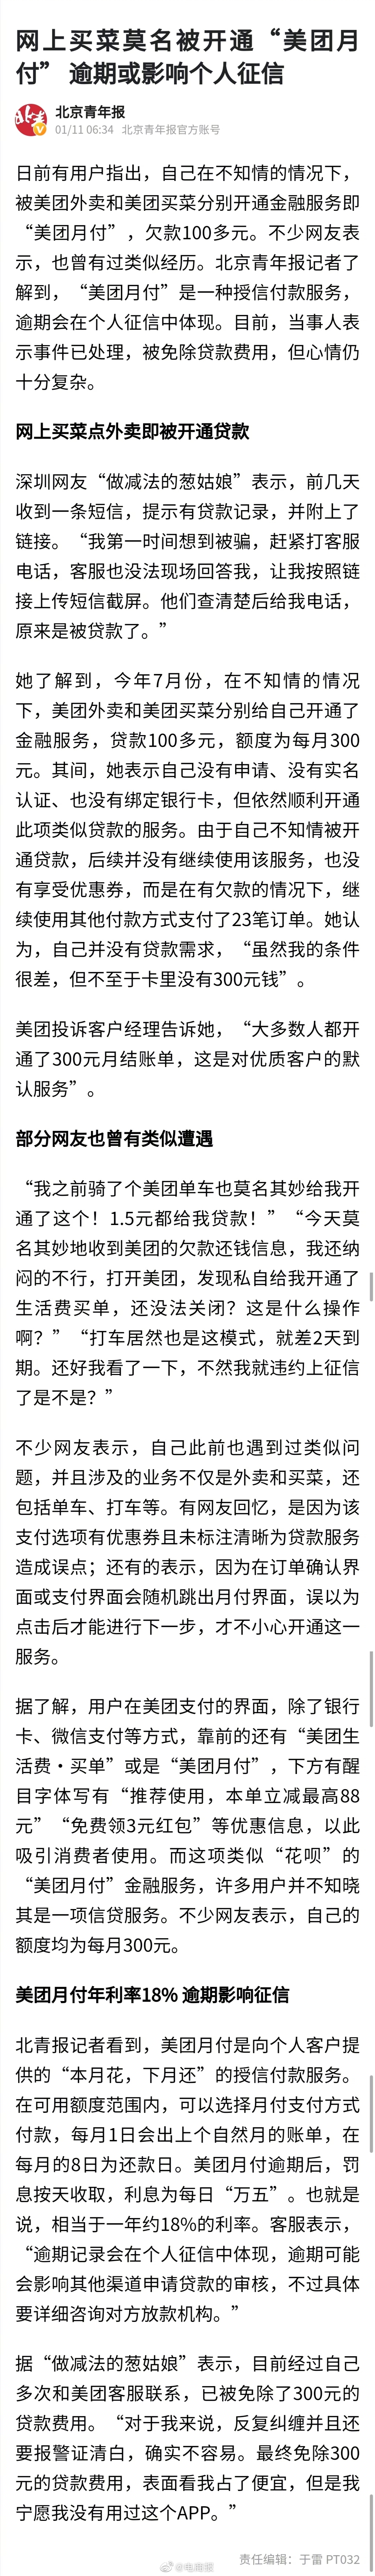 网上买菜莫名被开通“美团月
付” 逾期或影响个人征信
北京青年报
01/11 06:34 北京青年报官方账号
日前有用户指出，自己在不知情的情况下，
被美团外卖和美团买菜分别开通金融服务即
“美团月付”，欠款100多元。不少网友表
示，也曾有过类似经历。北京青年报记者了
解到，“美团月付”是一种授信付款服务，
逾期会在个人征信中体现。目前，当事人表
示事件已处理，被免除贷款费用，但心情仍
十分复杂。
网上买菜点外卖即被开通贷款
深圳网友“做减法的葱姑娘”表示，前几天
收到一条短信，提示有贷款记录，并附上了
链接。“我第一时间想到被骗，赶紧打客服
电话，客服也没法现场回答我，让我按照链
接上传短信截屏。他们查清楚后给我电话，
原来是被贷款了。”
她了解到，今年7月份，在不知情的情况
下，美团外卖和美团买菜分别给自己开通了
金融服务，贷款100多元，额度为每月300
元。其间，她表示自己没有申请、没有实名
认证、也没有绑定银行卡，但依然顺利开通
此项类似贷款的服务。由于自己不知情被开
通贷款，后续并没有继续使用该服务，也没
有享受优惠券，而是在有欠款的情况下，继
续使用其他付款方式支付了23笔订单。她认
为，自己并没有贷款需求，“虽然我的条件
很差，但不至于卡里没有300元钱”。
美团投诉客户经理告诉她，“大多数人都开
通了300元月结账单，这是对优质客户的默
认服务”。
部分网友也曾有类似遭遇
“我之前骑了个美团单车也莫名其妙给我开
通了这个！1.5元都给我贷款！”“今天莫
名其妙地收到美团的欠款还钱信息，我还纳
闷的不行，打开美团，发现私自给我开通了
生活费买单，还没法关闭？这是什么操作
啊？”“打车居然也是这模式，就差2天到
期。还好我看了一下，不然我就违约上征信
了是不是？”
不少网友表示，自己此前也遇到过类似问
题，并且涉及的业务不仅是外卖和买菜，还
包括单车、打车等。有网友回忆，是因为该
支付选项有优惠券且未标注清晰为贷款服务
造成误点；还有的表示，因为在订单确认界
面或支付界面会随机跳出月付界面，误以为
点击后才能进行下一步，才不小心开通这一
服务。
据了解，用户在美团支付的界面，除了银行
卡、微信支付等方式，靠前的还有“美团生
活费·买单”或是“美团月付”，下方有醒
目字体写有“推荐使用，本单立减最高88
元”“免费领3元红包”等优惠信息，以此
吸引消费者使用。而这项类似“花呗”的
“美团月付”金融服务，许多用户并不知晓
其是一项信贷服务。不少网友表示，自己的
额度均为每月300元。
美团月付年利率18% 逾期影响征信
北青报记者看到，美团月付是向个人客户提
供的“本月花，下月还”的授信付款服务。
在可用额度范围内，可以选择月付支付方式
付款，每月1日会出上个自然月的账单，在
每月的8日为还款日。美团月付逾期后，罚
息按天收取，利息为每日“万五”。也就是
说，相当于一年约18%的利率。客服表示，
“逾期记录会在个人征信中体现，逾期可能
会影响其他渠道申请贷款的审核，不过具体
要详细咨询对方放款机构。”
据“做减法的葱姑娘”表示，目前经过自己
多次和美团客服联系，已被免除了300元的
贷款费用。“对于我来说，反复纠缠并且还
要报警证清白，确实不容易。最终免除300
元的贷款费用，表面看我占了便宜，但是我
宁愿我没有用过这个APP。”
责任编辑：于雷 PT032
@电商报